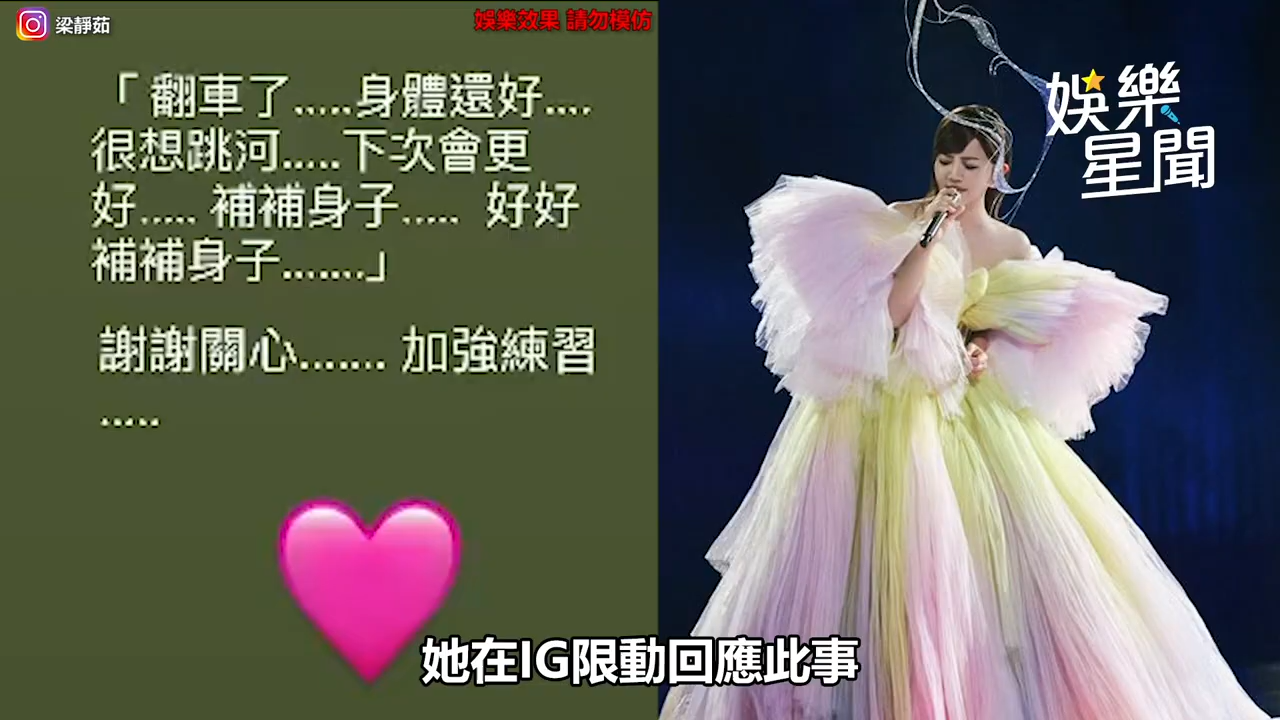 梁靜茹
娛樂效果 請勿模仿
「 翻車了.....身體還好....
很想跳河.....下次會更
好..... 補補身子..... 好好
補補身子.......」
謝謝關心....... 加強練習
.....
娛樂
星聞
她在IG限動回應此事